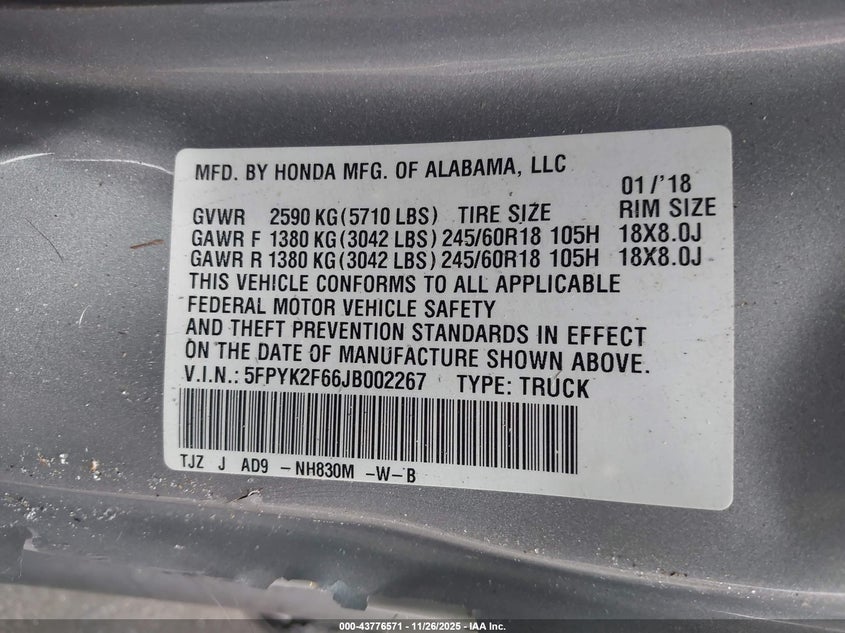 MFD. BY HONDA MFG. OF ALABAMA, LLC
01/'18
GVWR 2590 KG(5710 LBS) TIRE SIZE RIM SIZE
GAWR F 1380 KG(3042 LBS) 245/60R18 105H 18X8.0J
GAWR R 1380 KG(3042 LBS) 245/60R18 105H 18X8.0J
THIS VEHICLE CONFORMS TO ALL APPLICABLE
FEDERAL MOTOR VEHICLE SAFETY
AND THEFT PREVENTION STANDARDS IN EFFECT
ON THE DATE OF MANUFACTURE SHOWN ABOVE.
V.I.N.: 5FPYK2F66JB002267 TYPE: TRUCK
TJZ J AD9 -NH830M -W-B
000-43776571 - 11/26/2025 - IAA Inc.